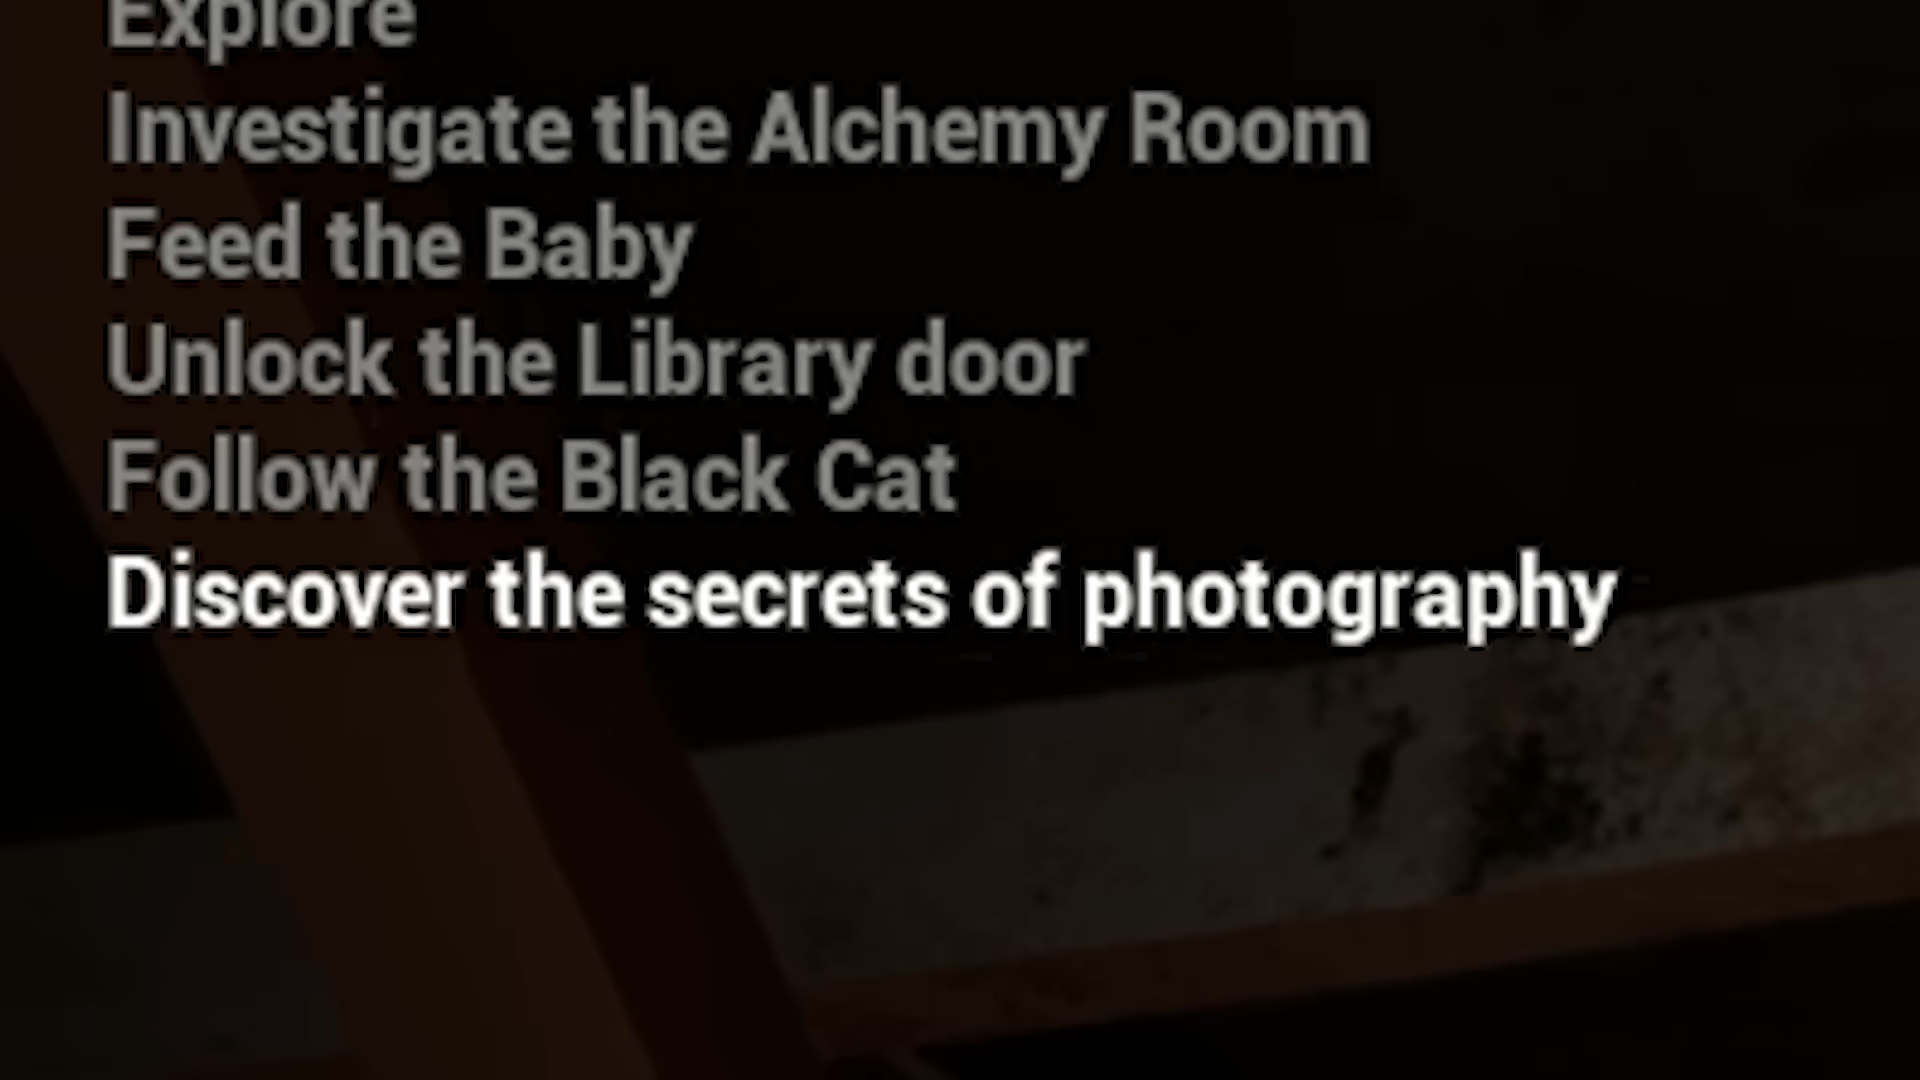 Explore
Investigate the Alchemy Room
Feed the Baby
Unlock the Library door
Follow the Black Cat
Discover the secrets of photography